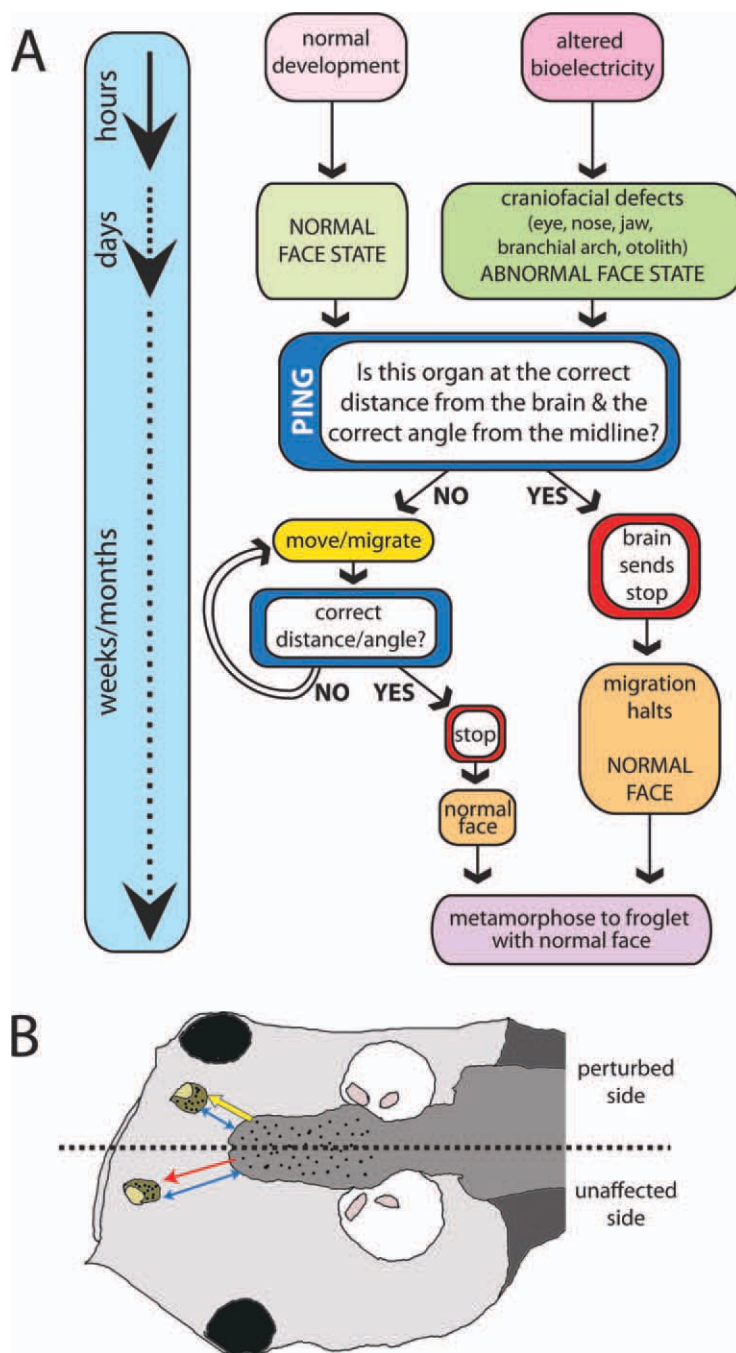 A
hours
days
weeks/months
normal
development
altered
bioelectricity
NORMAL
FACE STATE
craniofacial defects
(eye, nose, jaw,
branchial arch, otolith)
ABNORMAL FACE STATE
PING
Is this organ at the correct
distance from the brain & the
correct angle from the midline?
NO
YES
move/migrate
brain
sends
stop
correct
distance/angle?
NO
YES
stop
migration
halts
NORMAL
FACE
normal
face
metamorphose to froglet
with normal face
B
perturbed
side
unaffected
side